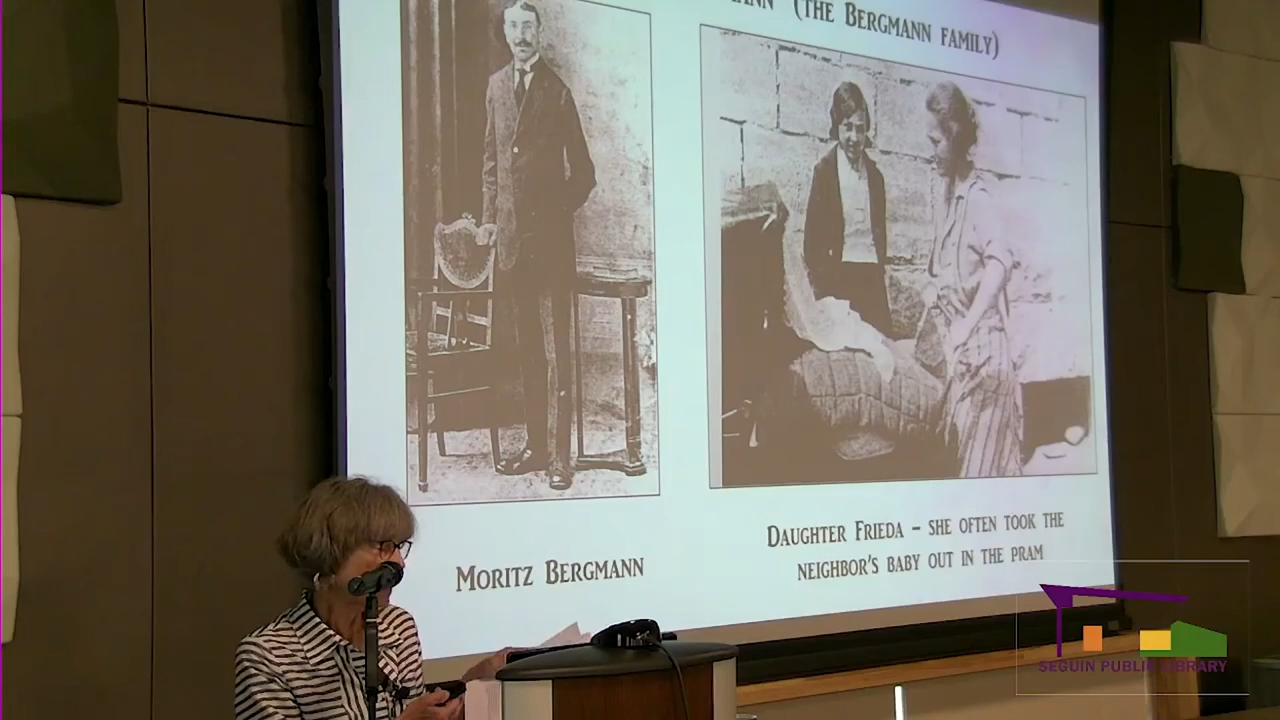 (THE BERGMANN FAMILY)
MORITZ BERGMANN
DAUGHTER FRIEDA – SHE OFTEN TOOK THE
NEIGHBOR'S BABY OUT IN THE PRAM
SEGUIN PUBLIC LIBRARY